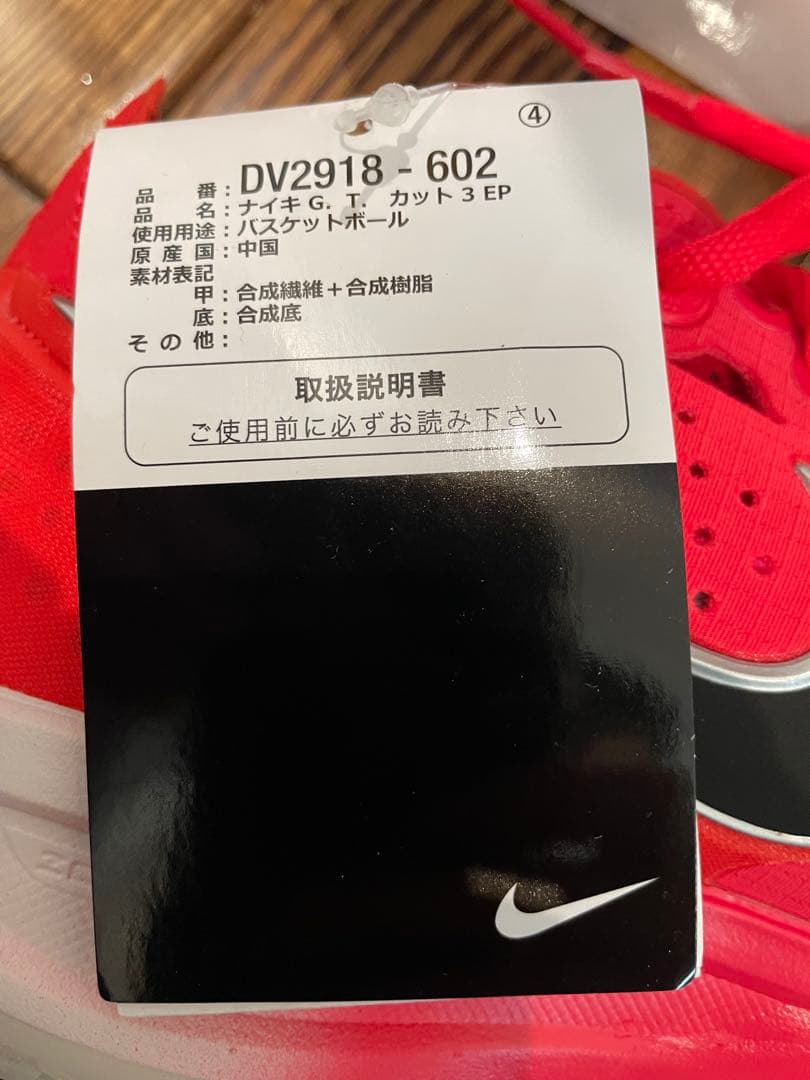 ④
品番：DV2918 - 602
品名：ナイキ G. T. カット 3 EP
使用用途：バスケットボール
原産国：中国
素材表記
甲：合成繊維＋合成樹脂
底：合成底
その他：
取扱説明書
ご使用前に必ずお読み下さい